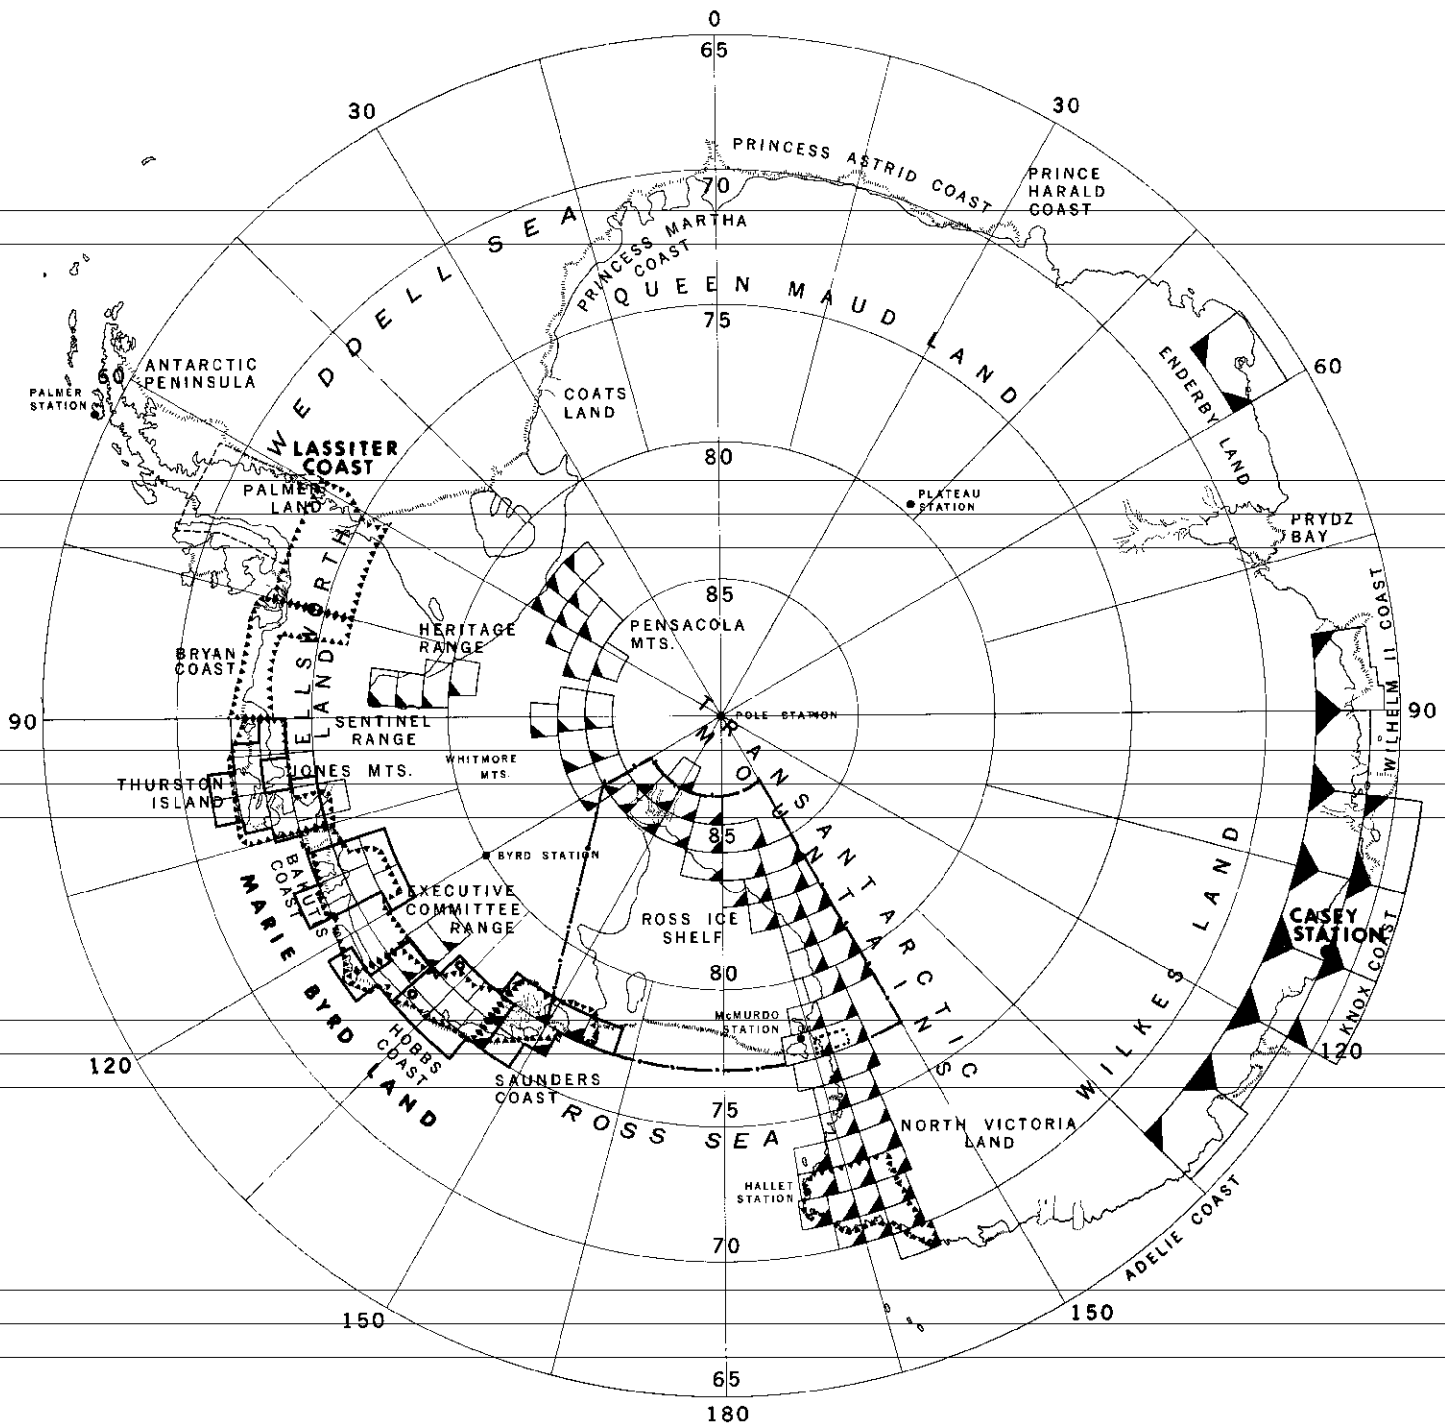 0
65
30
30
PRINCESS ASTRID COAST
PRINCE
HARALD
COAST
70
PRINCESS MARTHA
COAST
WEDDELL SEA
QUEEN MAUD LAND
75
60
ANTARCTIC
PENINSULA
PALMER
STATION
COATS
LAND
ENDERBY LAND
60
LASSITER
COAST
PALMER
LAND
80
PLATEAU
STATION
PRYDZ
BAY
85
ELLSWORTH
LAND
HERITAGE
RANGE
PENSACOLA
MTS.
BRYAN
COAST
WILHELM II COAST
90
SENTINEL
RANGE
POLE STATION
90
TRANSANTARCTIC
MOUNTAINS
WHITMORE
MTS.
JONES MTS.
THURSTON
ISLAND
85
BYRD STATION
BAKUTIS
COAST
MARIE BYRD LAND
EXECUTIVE
COMMITTEE
RANGE
ROSS ICE
SHELF
WILKES LAND
CASEY
STATION
KNOX COAST
80
McMURDO
STATION
HOBBS
COAST
120
120
SAUNDERS
COAST
75
ROSS SEA
NORTH VICTORIA
LAND
HALLET
STATION
ADELIE COAST
70
150
150
65
180